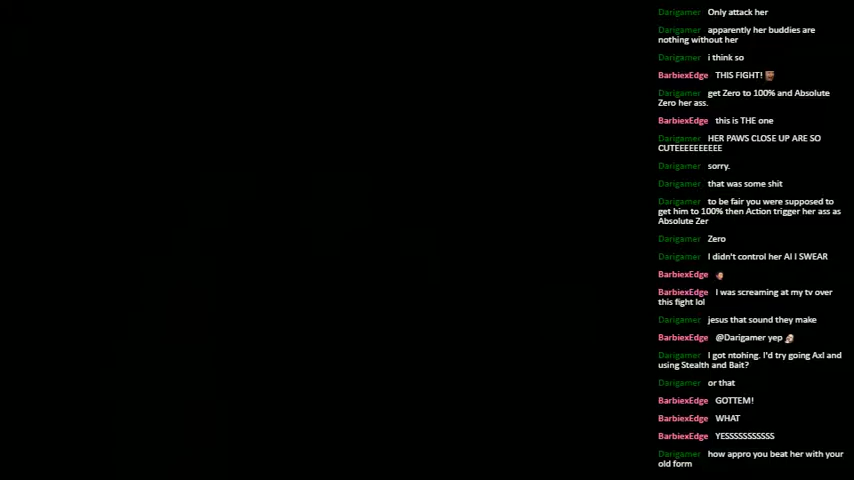 Darigamer Only attack her
Darigamer apparently her buddies are
nothing without her
Darigamer i think so
BarbiexEdge THIS FIGHT!
Darigamer get Zero to 100% and Absolute
Zero her ass.
BarbiexEdge this is THE one
Darigamer HER PAWS CLOSE UP ARE SO
CUTEEEEEEEEEE
Darigamer sorry.
Darigamer that was some shit
Darigamer to be fair you were supposed to
get him to 100% then Action trigger her ass as
Absolute Zer
Darigamer Zero
Darigamer I didn't control her AI I SWEAR
BarbiexEdge
BarbiexEdge I was screaming at my tv over
this fight lol
Darigamer jesus that sound they make
BarbiexEdge @Darigamer yep
Darigamer I got ntohing. I'd try going Axl and
using Stealth and Bait?
Darigamer or that
BarbiexEdge GOTTEM!
BarbiexEdge WHAT
BarbiexEdge YESSSSSSSSSSS
Darigamer how appro you beat her with your
old form